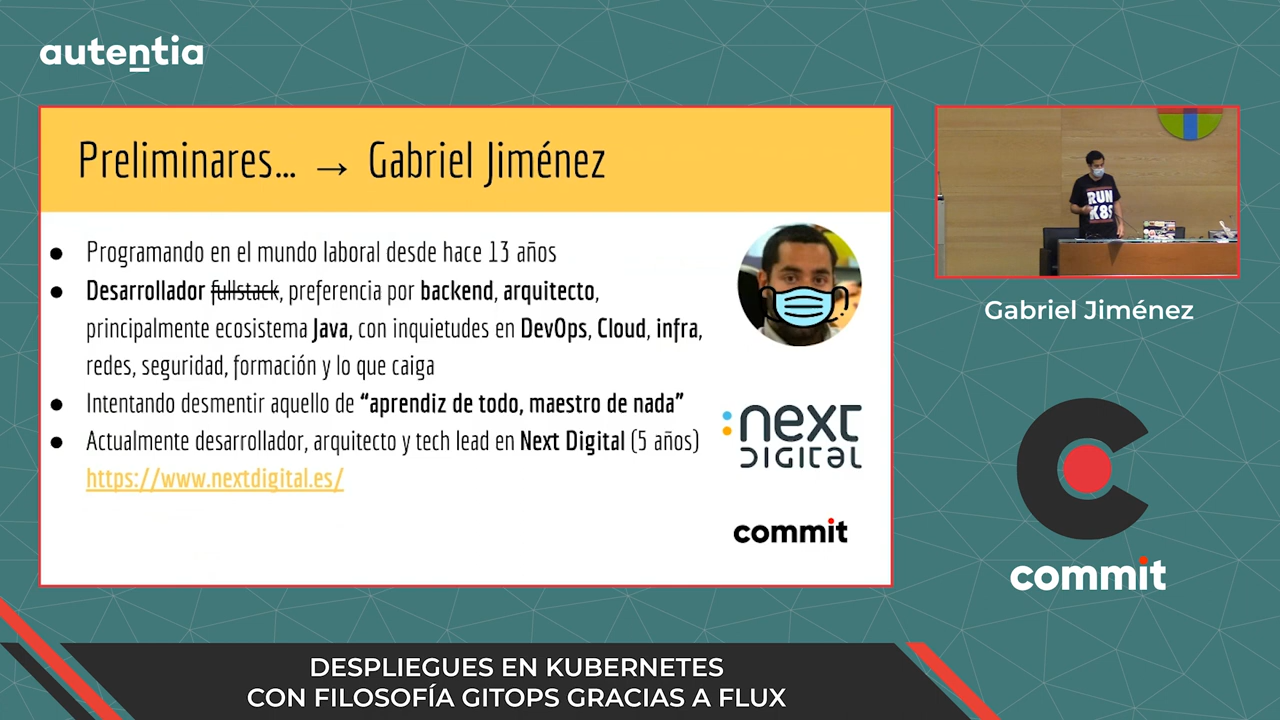 autentia
Preliminares... → Gabriel Jiménez
● Programando en el mundo laboral desde hace 13 años
● Desarrollador fullstack, preferencia por backend, arquitecto,
principalmente ecosistema Java, con inquietudes en DevOps, Cloud, infra,
redes, seguridad, formación y lo que caiga
● Intentando desmentir aquello de “aprendiz de todo, maestro de nada”
● Actualmente desarrollador, arquitecto y tech lead en Next Digital (5 años)
https://www.nextdigital.es/
next
DIGITAL
commit
RUN
K8S
Gabriel Jiménez
commit
DESPLIEGUES EN KUBERNETES
CON FILOSOFÍA GITOPS GRACIAS A FLUX